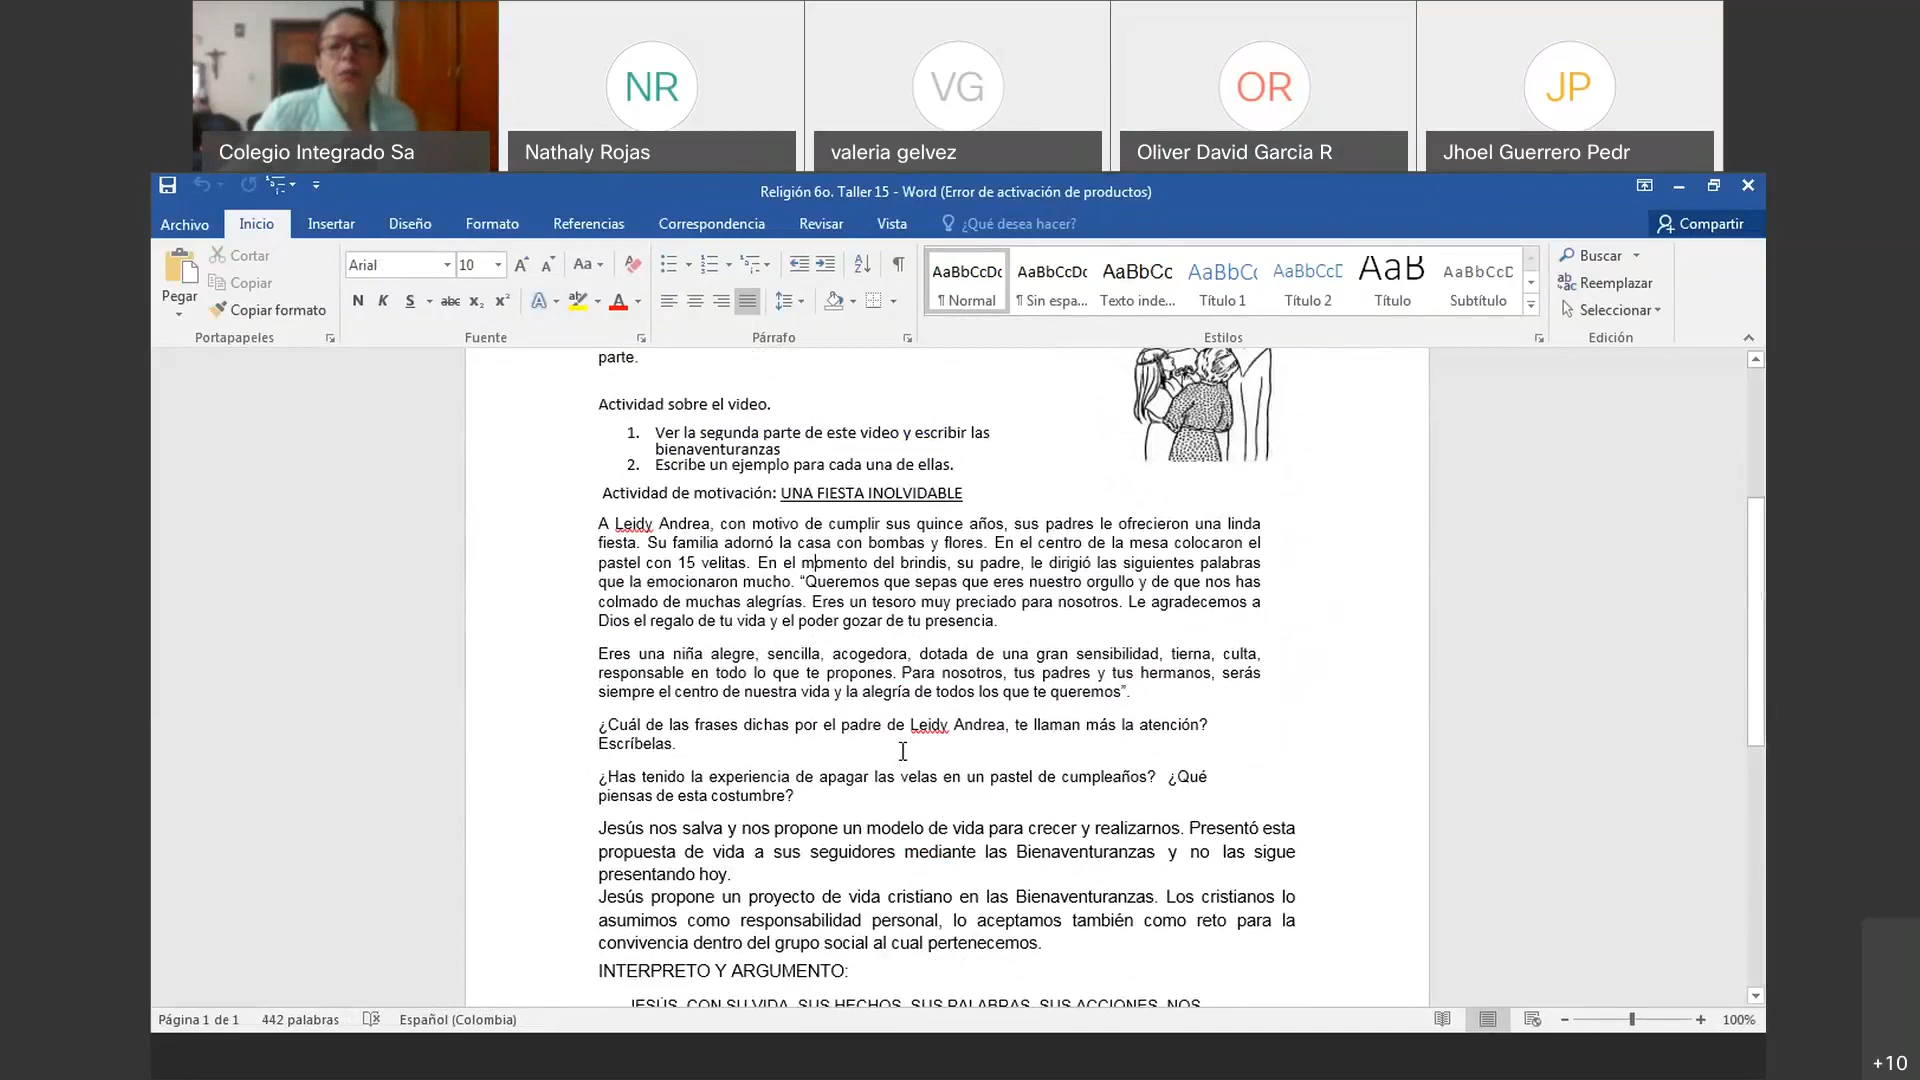 NR
VG
OR
JP
Colegio Integrado Sa
Nathaly Rojas
valeria gelvez
Oliver David Garcia R
Jhoel Guerrero Pedr
Religión 6o. Taller 15 - Word (Error de activación de productos)
Archivo
Inicio
Insertar
Diseño
Formato
Referencias
Correspondencia
Revisar
Vista
¿Qué desea hacer?
Compartir
Pegar
Cortar
Copiar
Copiar formato
Portapapeles
Arial
10
Aa
N K S abc x₂ x²
Fuente
Párrafo
AaBbCcDc
¶ Normal
AaBbCcDc
¶ Sin espa...
AaBbCc
Texto inde...
AaBbCc
Título 1
AaBbCcD
Título 2
AaB
Título
AaBbCcD
Subtítulo
Estilos
Buscar
Reemplazar
Seleccionar
Edición
parte.
Actividad sobre el video.
1. Ver la segunda parte de este video y escribir las
bienaventuranzas
2. Escribe un ejemplo para cada una de ellas.
Actividad de motivación: UNA FIESTA INOLVIDABLE
A Leidy Andrea, con motivo de cumplir sus quince años, sus padres le ofrecieron una linda
fiesta. Su familia adornó la casa con bombas y flores. En el centro de la mesa colocaron el
pastel con 15 velitas. En el momento del brindis, su padre, le dirigió las siguientes palabras
que la emocionaron mucho. “Queremos que sepas que eres nuestro orgullo y de que nos has
colmado de muchas alegrías. Eres un tesoro muy preciado para nosotros. Le agradecemos a
Dios el regalo de tu vida y el poder gozar de tu presencia.
Eres una niña alegre, sencilla, acogedora, dotada de una gran sensibilidad, tierna, culta,
responsable en todo lo que te propones. Para nosotros, tus padres y tus hermanos, serás
siempre el centro de nuestra vida y la alegría de todos los que te queremos”.
¿Cuál de las frases dichas por el padre de Leidy Andrea, te llaman más la atención?
Escríbelas.
¿Has tenido la experiencia de apagar las velas en un pastel de cumpleaños? ¿Qué
piensas de esta costumbre?
Jesús nos salva y nos propone un modelo de vida para crecer y realizarnos. Presentó esta
propuesta de vida a sus seguidores mediante las Bienaventuranzas y no las sigue
presentando hoy.
Jesús propone un proyecto de vida cristiano en las Bienaventuranzas. Los cristianos lo
asumimos como responsabilidad personal, lo aceptamos también como reto para la
convivencia dentro del grupo social al cual pertenecemos.
INTERPRETO Y ARGUMENTO:
JESÚS, CON SU VIDA, SUS HECHOS, SUS PALABRAS, SUS ACCIONES, NOS
Página 1 de 1
442 palabras
Español (Colombia)
100%
+10